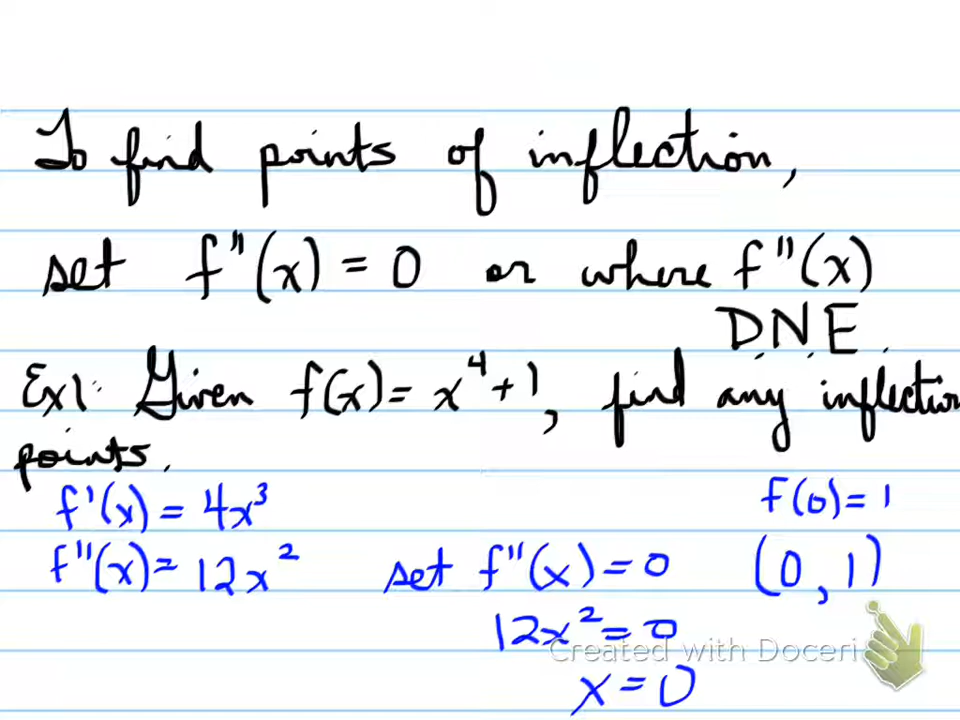 To find points of inflection,
set f"(x) = 0 or where f"(x)
DNE
Ex1: Given f(x) = x⁴ + 1, find any inflection
points.
f'(x) = 4x³
f"(x) = 12x²
set f"(x) = 0
12x² = 0
x = 0
f(0) = 1
(0, 1)
Created with Doceri